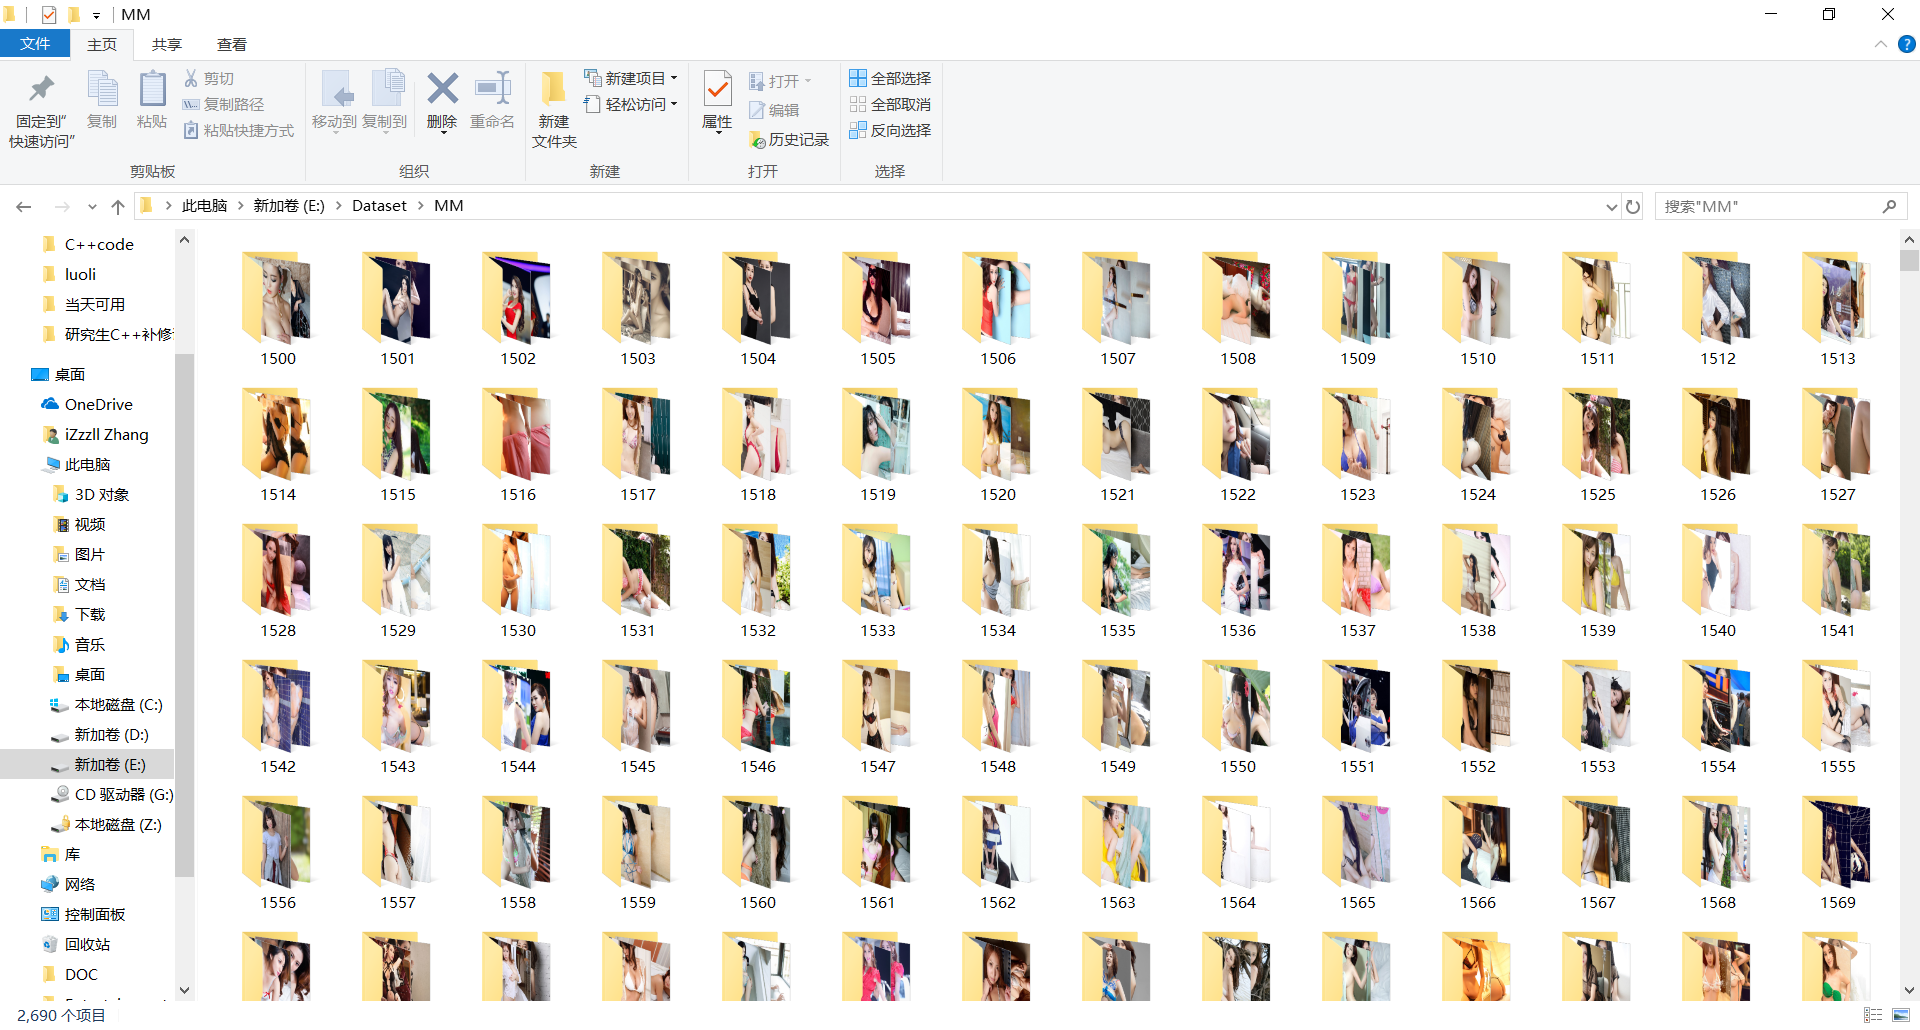 MM
文件 主页 共享 查看
固定到"快速访问"
复制
粘贴
剪切
复制路径
粘贴快捷方式
剪贴板
移动到
复制到
删除
重命名
组织
新建文件夹
新建项目
轻松访问
新建
属性
打开
编辑
历史记录
打开
全部选择
全部取消
反向选择
选择
此电脑 > 新加卷 (E:) > Dataset > MM
搜索"MM"
C++code
luoli
当天可用
研究生C++补修
桌面
OneDrive
iZzzll Zhang
此电脑
3D 对象
视频
图片
文档
下载
音乐
桌面
本地磁盘 (C:)
新加卷 (D:)
新加卷 (E:)
CD 驱动器 (G:)
本地磁盘 (Z:)
库
网络
控制面板
回收站
DOC
1500 1501 1502 1503 1504 1505 1506 1507 1508 1509 1510 1511 1512 1513
1514 1515 1516 1517 1518 1519 1520 1521 1522 1523 1524 1525 1526 1527
1528 1529 1530 1531 1532 1533 1534 1535 1536 1537 1538 1539 1540 1541
1542 1543 1544 1545 1546 1547 1548 1549 1550 1551 1552 1553 1554 1555
1556 1557 1558 1559 1560 1561 1562 1563 1564 1565 1566 1567 1568 1569
2,690 个项目